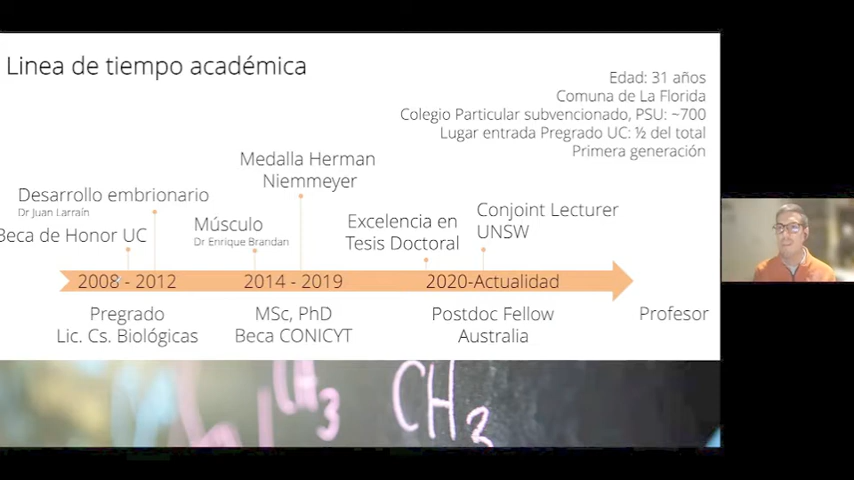 Linea de tiempo académica
Edad: 31 años
Comuna de La Florida
Colegio Particular subvencionado, PSU: ~700
Lugar entrada Pregrado UC: ½ del total
Primera generación
Medalla Herman
Niemmeyer
Desarrollo embrionario
Dr Juan Larraín
Beca de Honor UC
Músculo
Dr Enrique Brandan
Excelencia en
Tesis Doctoral
Conjoint Lecturer
UNSW
2008 - 2012
2014 - 2019
2020-Actualidad
Pregrado
Lic. Cs. Biológicas
MSc, PhD
Beca CONICYT
Postdoc Fellow
Australia
Profesor
CH3
CH3